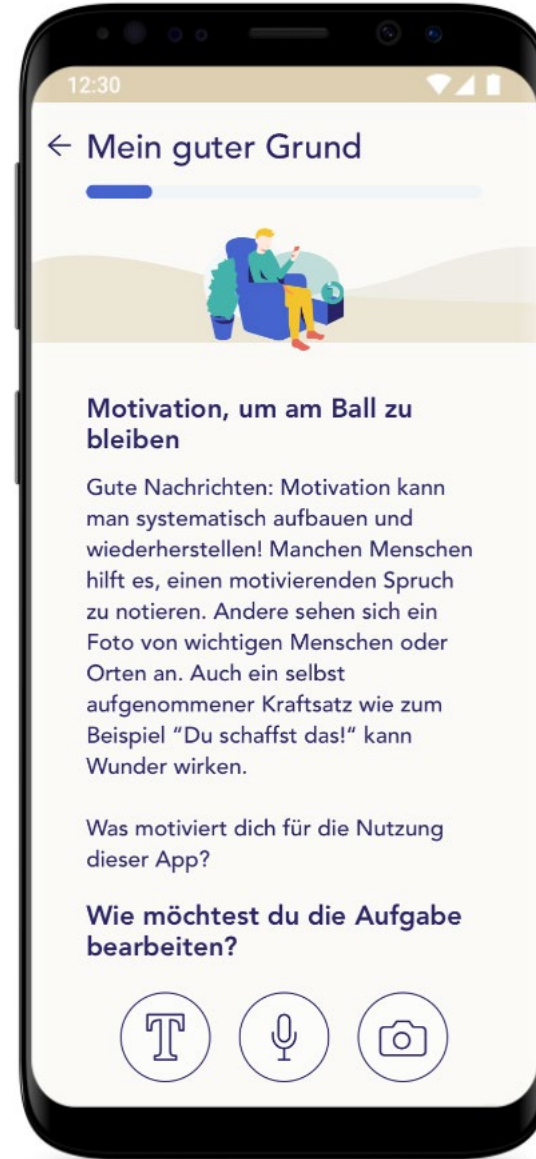 12:30
Mein guter Grund
Motivation, um am Ball zu
bleiben
Gute Nachrichten: Motivation kann
man systematisch aufbauen und
wiederherstellen! Manchen Menschen
hilft es, einen motivierenden Spruch
zu notieren. Andere sehen sich ein
Foto von wichtigen Menschen oder
Orten an. Auch ein selbst
aufgenommener Kraftsatz wie zum
Beispiel “Du schaffst das!“ kann
Wunder wirken.
Was motiviert dich für die Nutzung
dieser App?
Wie möchtest du die Aufgabe
bearbeiten?
T